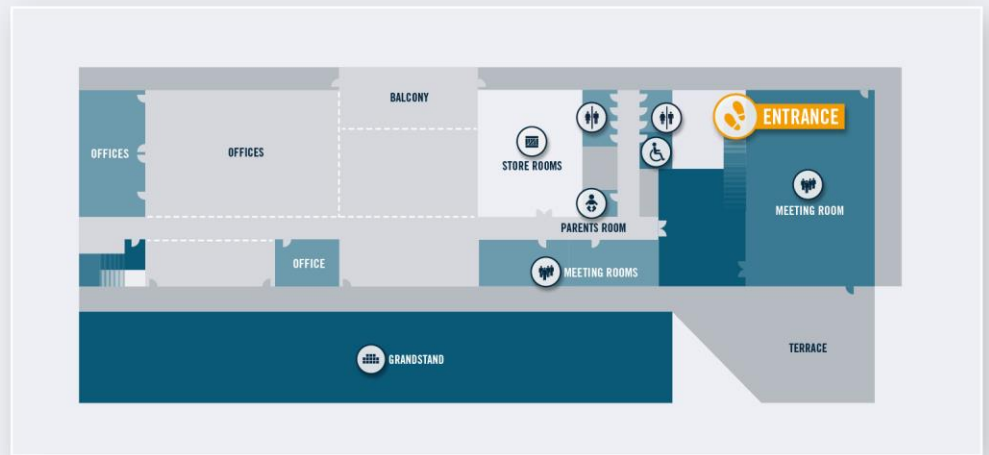 BALCONY
ENTRANCE
OFFICES
OFFICES
STORE ROOMS
MEETING ROOM
PARENTS ROOM
OFFICE
MEETING ROOMS
TERRACE
GRANDSTAND